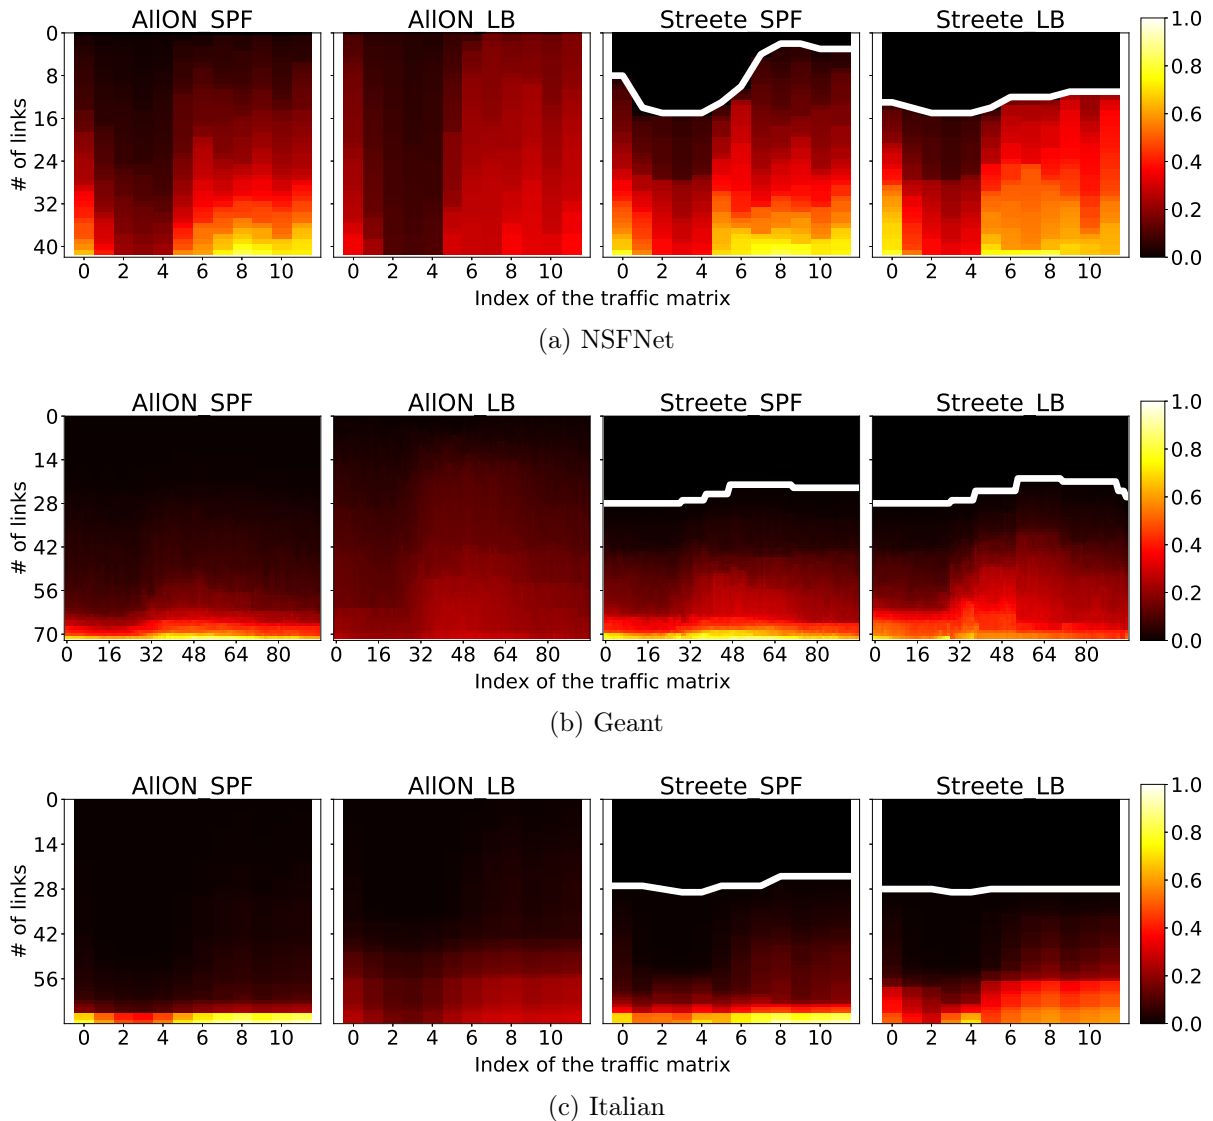 AllON_SPF AllON_LB Streete_SPF Streete_LB
# of links
0 8 16 24 32 40
0 2 4 6 8 10 0 2 4 6 8 10 0 2 4 6 8 10 0 2 4 6 8 10
1.0 0.8 0.6 0.4 0.2 0.0
Index of the traffic matrix
(a) NSFNet
AllON_SPF AllON_LB Streete_SPF Streete_LB
# of links
0 14 28 42 56 70
0 16 32 48 64 80 0 16 32 48 64 80 0 16 32 48 64 80 0 16 32 48 64 80
1.0 0.8 0.6 0.4 0.2 0.0
Index of the traffic matrix
(b) Geant
AllON_SPF AllON_LB Streete_SPF Streete_LB
# of links
0 14 28 42 56
0 2 4 6 8 10 0 2 4 6 8 10 0 2 4 6 8 10 0 2 4 6 8 10
1.0 0.8 0.6 0.4 0.2 0.0
Index of the traffic matrix
(c) Italian